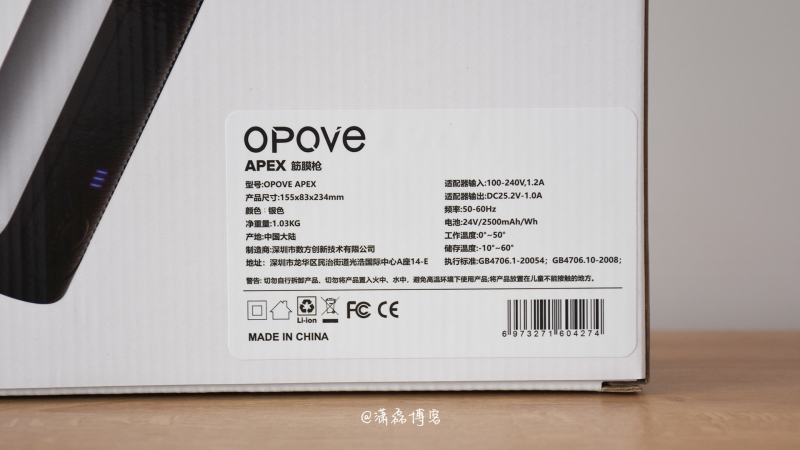 OPOVE
APEX 筋膜枪
型号:OPOVE APEX
产品尺寸:155x83x234mm
颜色：银色
净重量:1.03KG
产地:中国大陆
制造商:深圳市数方创新技术有限公司
地址：深圳市龙华区民治街道光浩国际中心A座14-E
适配器输入:100-240V,1.2A
适配器输出:DC25.2V-1.0A
频率:50-60Hz
电池:24V/2500mAh/Wh
工作温度:0°~50°
储存温度:-10°~60°
执行标准:GB4706.1-20054；GB4706.10-2008;
警告: 切勿自行拆卸产品、切勿将产品置入火中、水中，避免高温环境下使用产品;将产品放置在儿童不能接触的地方。
Li-ion
FC CE
MADE IN CHINA
6 973271 604274
@潇磊博客